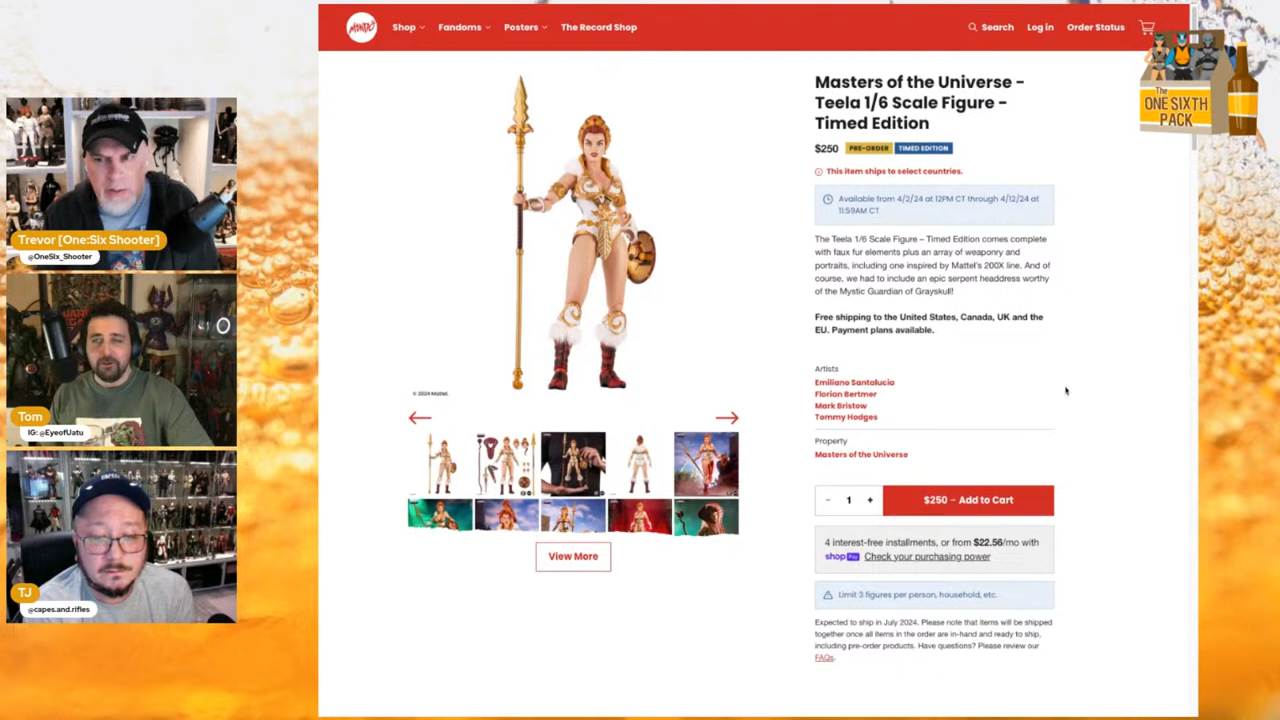 MONDO
Shop
Fandoms
Posters
The Record Shop
Search
Log in
Order Status
The
ONE SIXTH
PACK
Masters of the Universe -
Teela 1/6 Scale Figure -
Timed Edition
$250
PRE-ORDER
TIMED EDITION
This item ships to select countries.
Available from 4/2/24 at 12PM CT through 4/12/24 at
11:59AM CT
The Teela 1/6 Scale Figure – Timed Edition comes complete
with faux fur elements plus an array of weaponry and
portraits, including one inspired by Mattel's 200X line. And of
course, we had to include an epic serpent headdress worthy
of the Mystic Guardian of Grayskull!
Free shipping to the United States, Canada, UK and the
EU. Payment plans available.
Artists
Emiliano Santalucia
Florian Bertmer
Mark Bristow
Tommy Hodges
Property
Masters of the Universe
− 1 +
$250 – Add to Cart
4 interest-free installments, or from $22.56/mo with
shop Pay Check your purchasing power
Limit 3 figures per person, household, etc.
Expected to ship in July 2024. Please note that items will be shipped
together once all items in the order are in-hand and ready to ship,
including pre-order products. Have questions? Please review our
FAQs.
© 2024 Mattel.
View More
Trevor [One:Six Shooter]
@OneSIx_Shooter
Tom
IG: @EyeofUatu
TJ
@capes.and.rifles